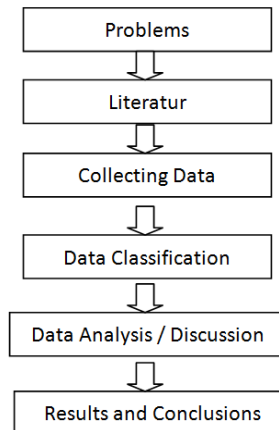 Problems
Literatur
Collecting Data
Data Classification
Data Analysis / Discussion
Results and Conclusions